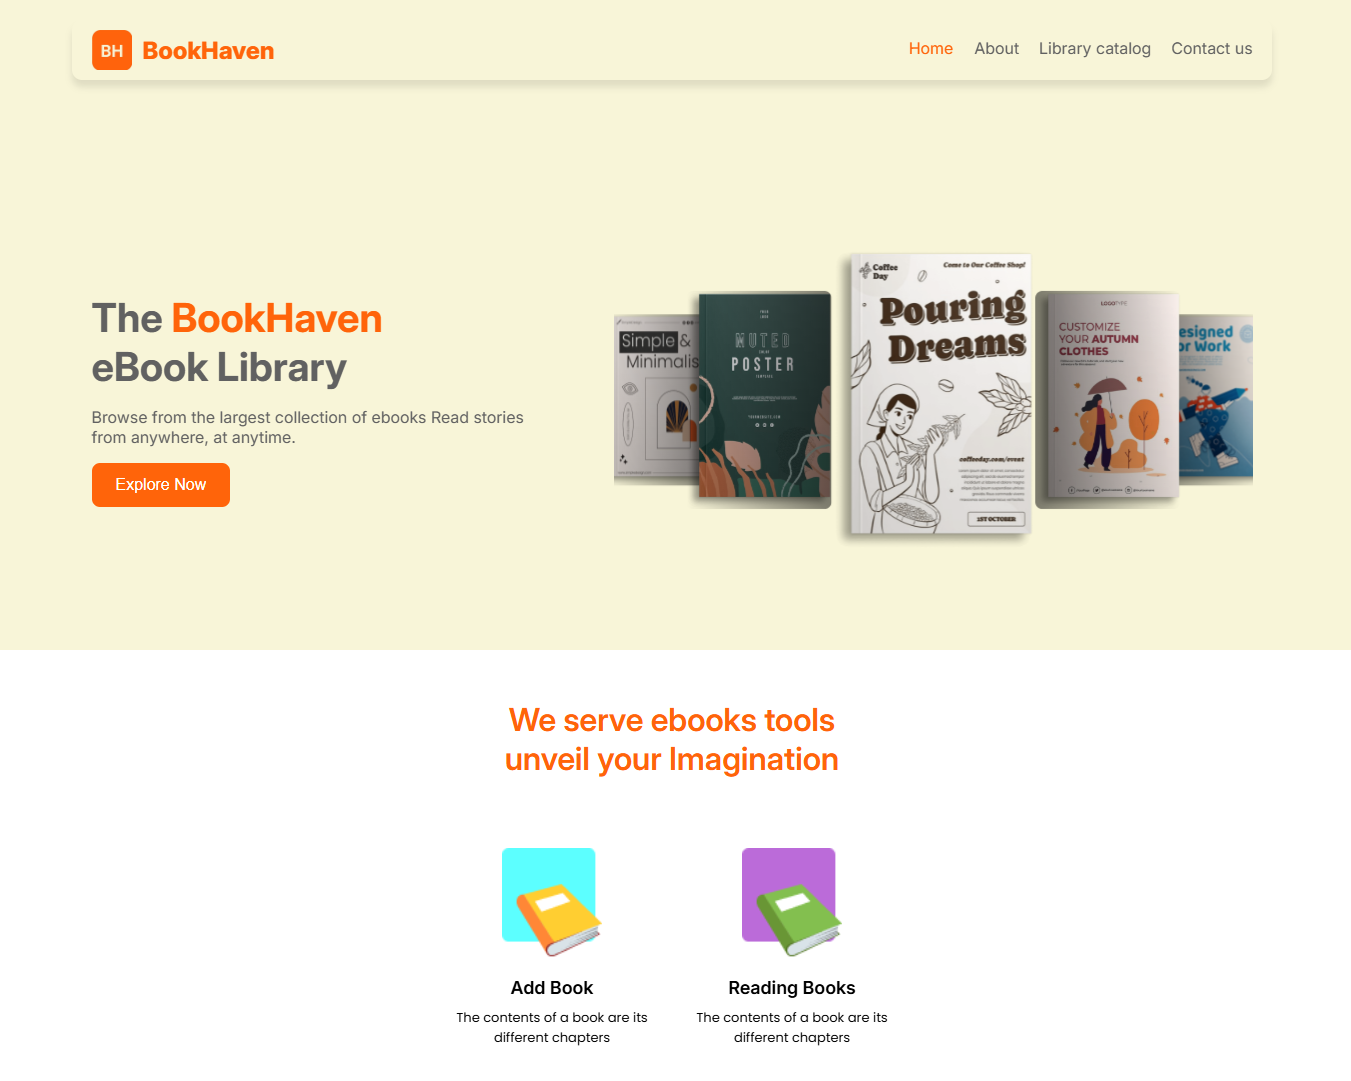 BH BookHaven
Home About Library catalog Contact us
The BookHaven
eBook Library
Browse from the largest collection of ebooks Read stories
from anywhere, at anytime.
Explore Now
Simple &
Minimalis
MUTED
POSTER
Coffee
Day
Come to Our Coffee Shop!
Pouring
Dreams
coffeeday.com/event
1ST OCTOBER
LOGOTYPE
CUSTOMIZE
YOUR AUTUMN
CLOTHES
esigned
or Work
We serve ebooks tools
unveil your Imagination
Add Book
The contents of a book are its
different chapters
Reading Books
The contents of a book are its
different chapters